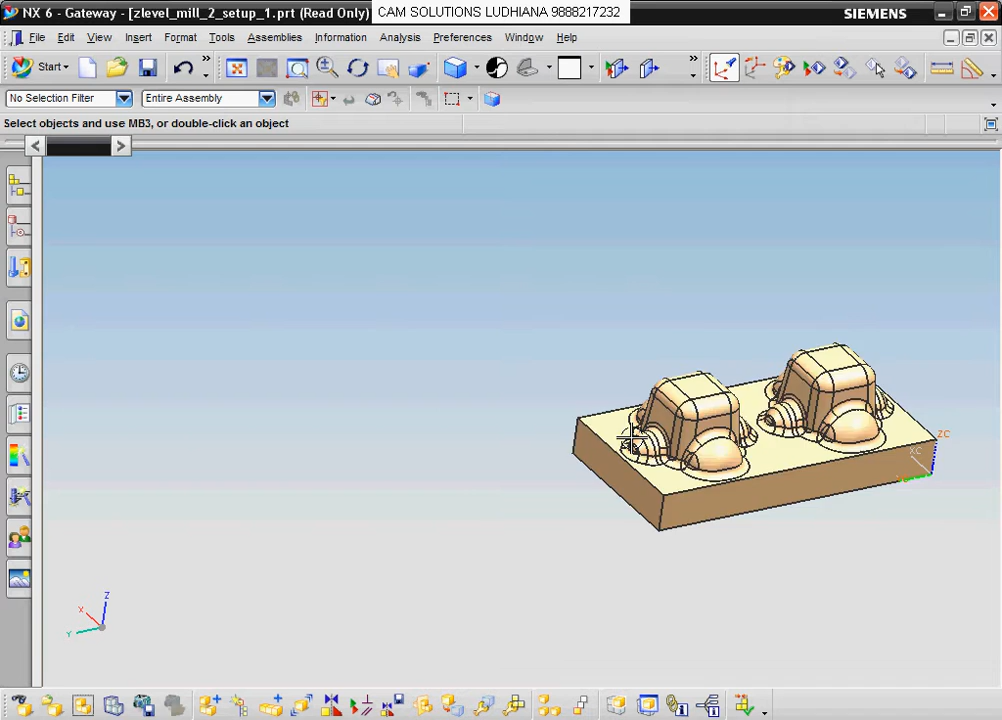 NX 6 - Gateway - [zlevel_mill_2_setup_1.prt (Read Only)
CAM SOLUTIONS LUDHIANA 9888217232
SIEMENS
File Edit View Insert Format Tools Assemblies Information Analysis Preferences Window Help
Start
No Selection Filter
Entire Assembly
Select objects and use MB3, or double-click an object
ZC
XC
Z
X
Y